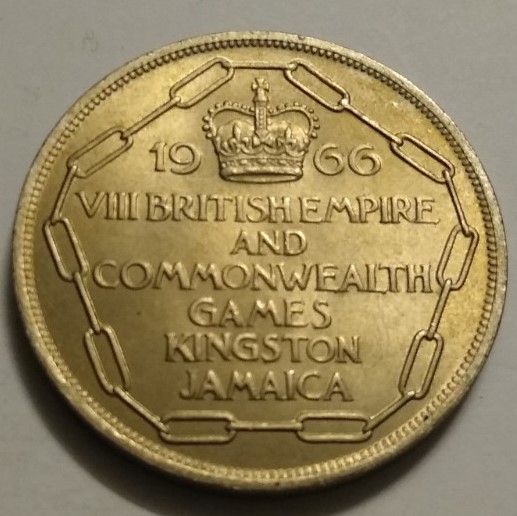 19 66
VIII BRITISH EMPIRE
AND
COMMONWEALTH
GAMES
KINGSTON
JAMAICA